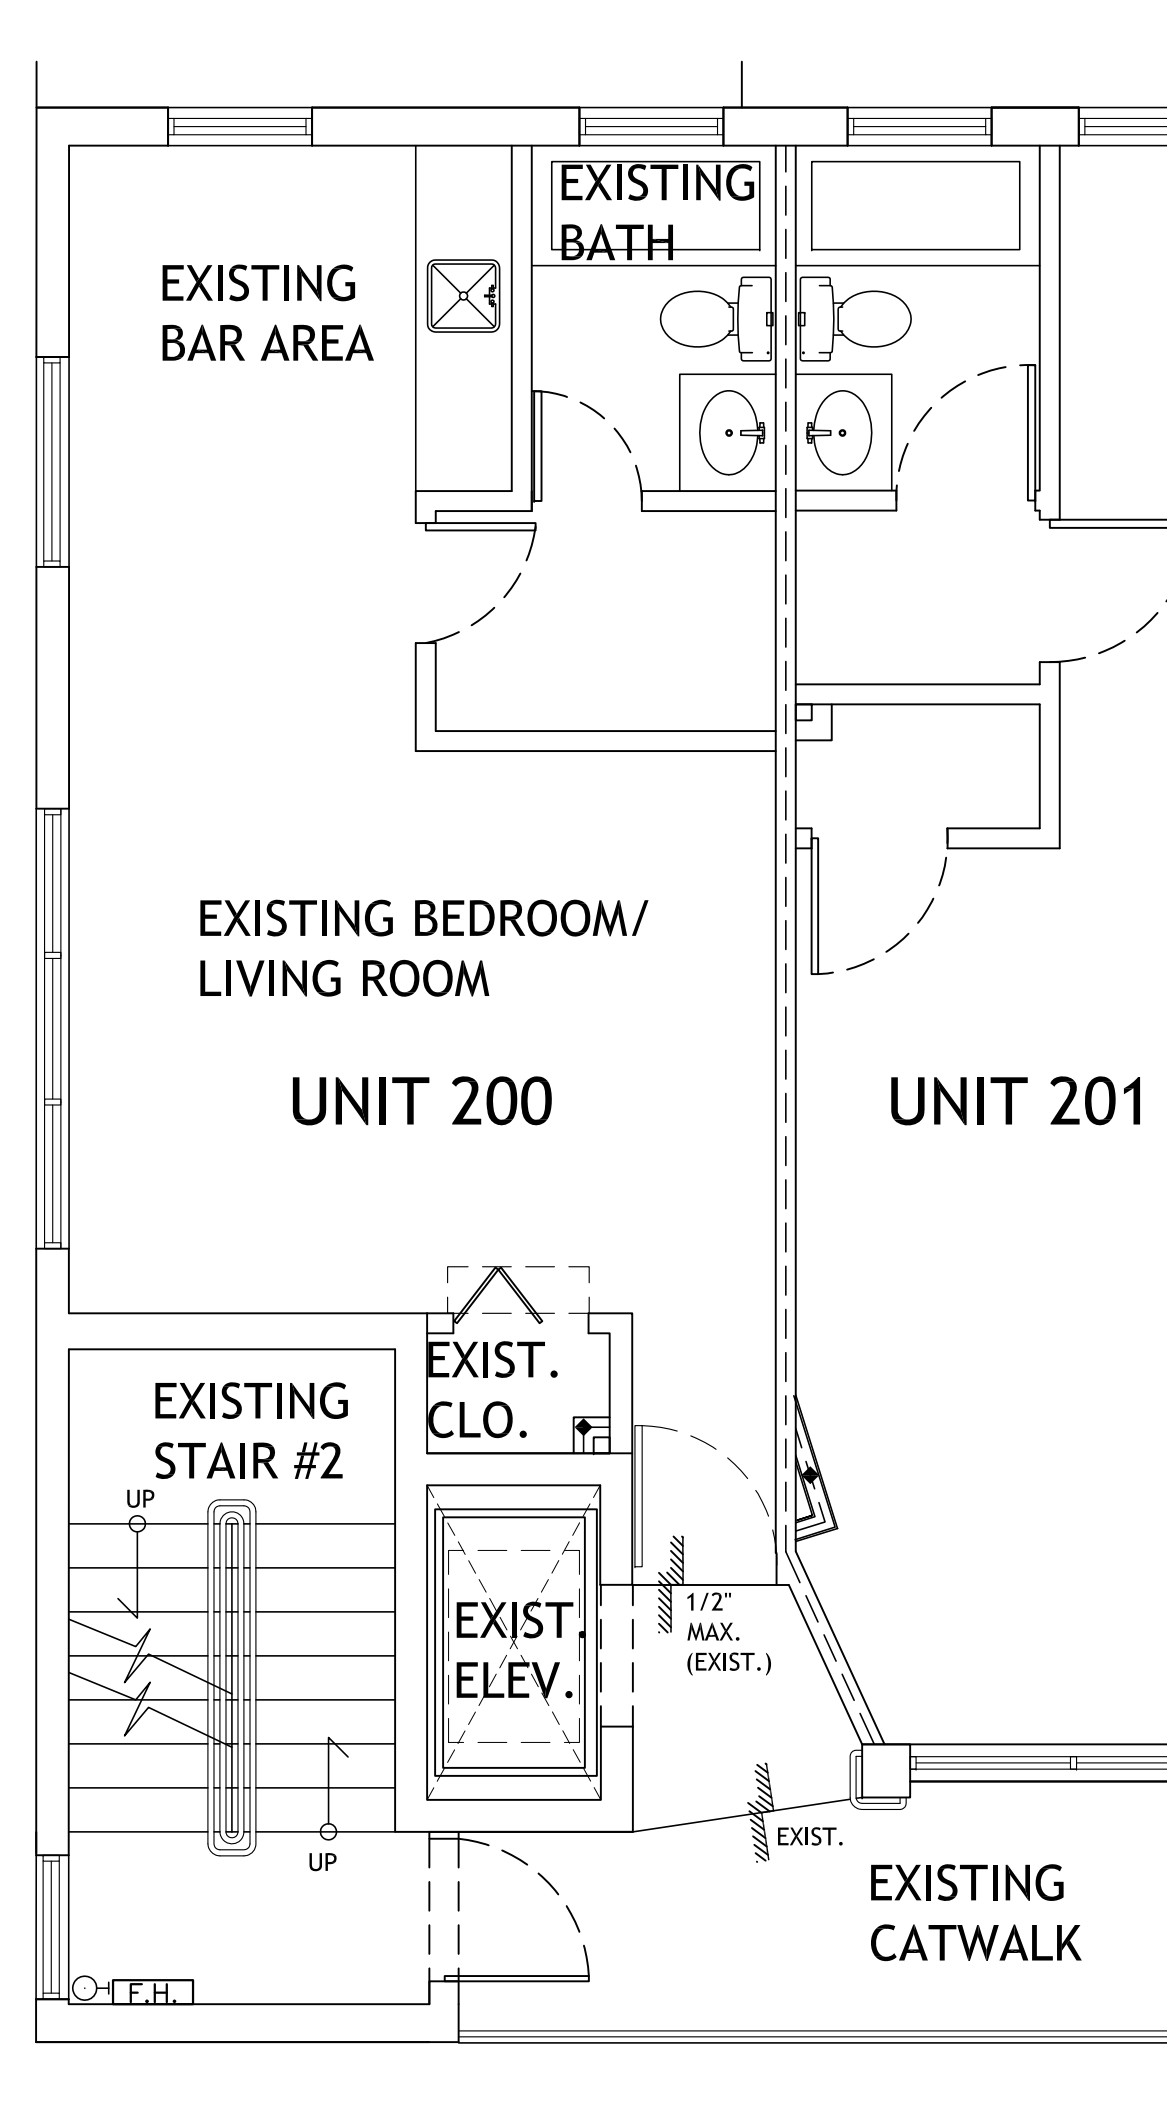 EXISTING
BATH
EXISTING
BAR AREA
EXISTING BEDROOM/
LIVING ROOM
UNIT 200
UNIT 201
EXIST.
CLO.
EXISTING
STAIR #2
UP
EXIST.
ELEV.
1/2"
MAX.
(EXIST.)
EXIST.
UP
EXISTING
CATWALK
F.H.